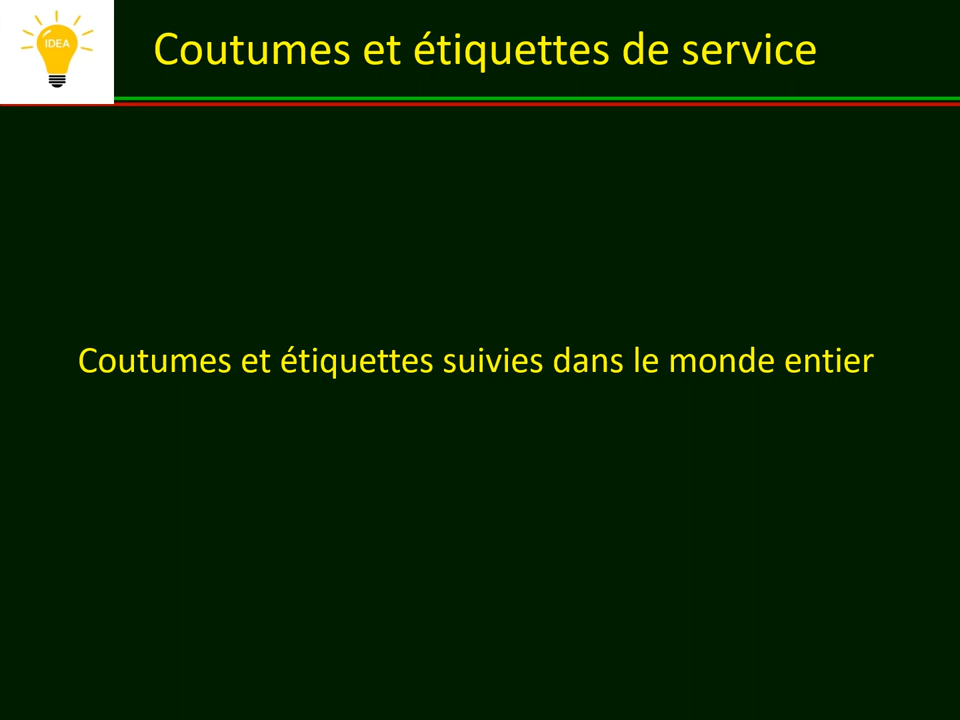 IDEA
Coutumes et étiquettes de service
Coutumes et étiquettes suivies dans le monde entier